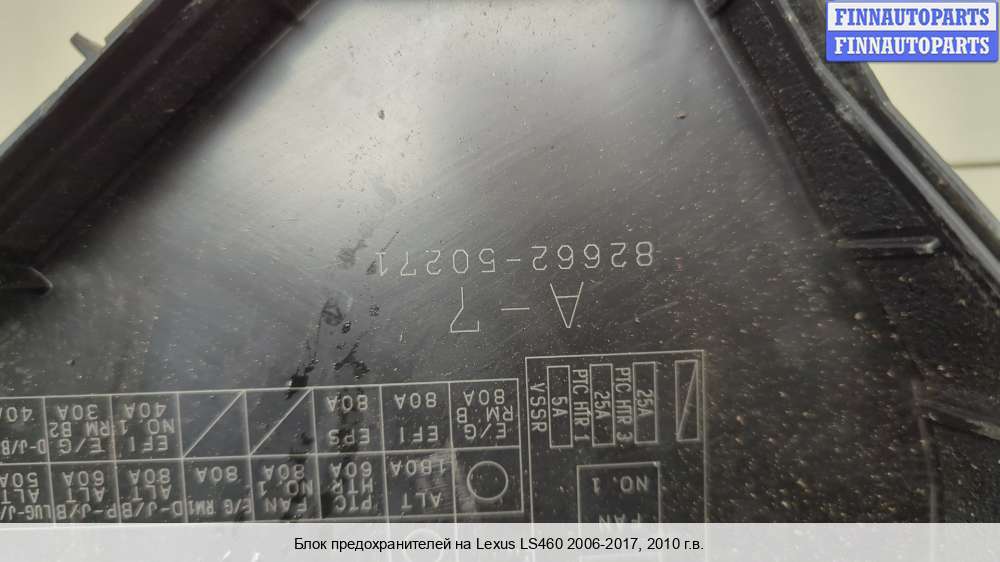 FINNAUTOPARTS
FINNAUTOPARTS
82662-50271
A-7
VSSR
5A
PTC HTR 1
25A
PTC HTR 3
25A
NO. 1
FAN
E/G
RM. B
80A
EFI
80A
EPS
80A
EFI
NO. 1
40A
E/G
RM. B2
30A
D-J/B
40A
ALT
180A
PTC
HTR
60A
FAN
NO. 1
80A
E/G RM1
80A
D-J/B
ALT
80A
P-J/B
ALT
60A
LUG-J/B
ALT
50A
Блок предохранителей на Lexus LS460 2006-2017, 2010 г.в.